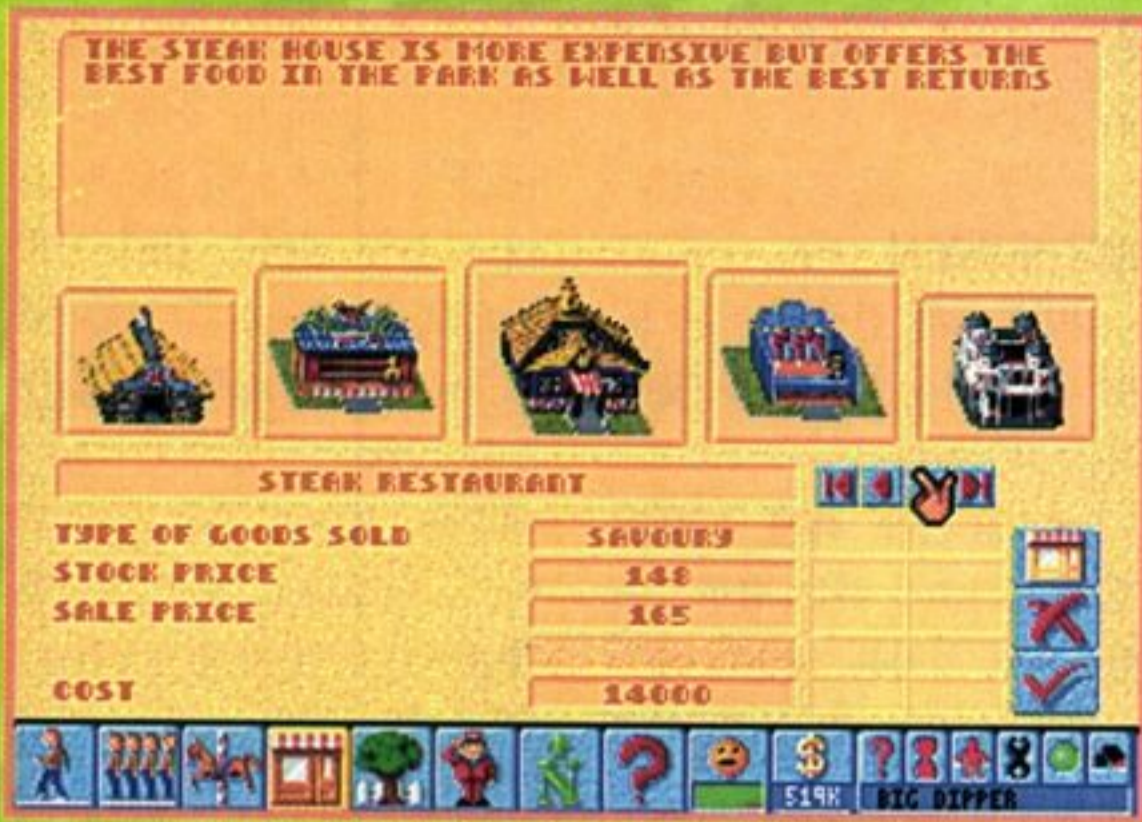 THE STEAK HOUSE IS MORE EXPENSIVE BUT OFFERS THE
BEST FOOD IN THE PARK AS WELL AS THE BEST RETURNS
STEAK RESTAURANT
TYPE OF GOODS SOLD SAVOURY
STOCK PRICE 148
SALE PRICE 165
COST 14000
519K BIG DIPPER